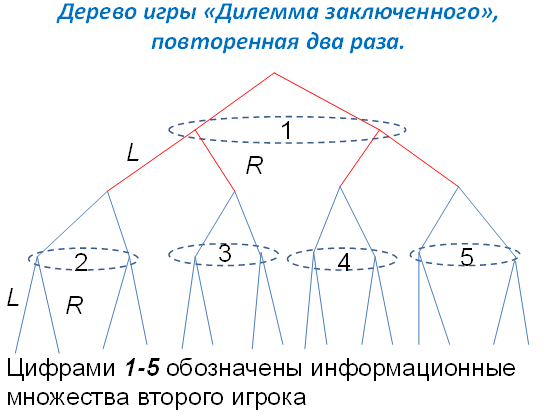 Дерево игры «Дилемма заключенного»,
повторенная два раза.
1
L
R
2
3
4
5
L
R
Цифрами 1-5 обозначены информационные
множества второго игрока